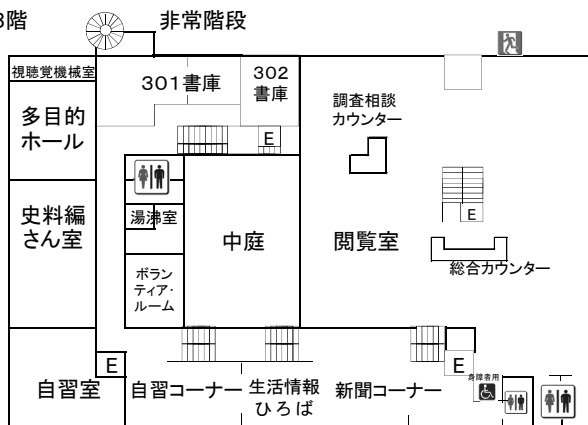 3階
非常階段
視聴覚機械室
301書庫
302
書庫
多目的
ホール
調査相談
カウンター
E
史料編
さん室
湯沸室
中庭
閲覧室
E
総合カウンター
ボラン
ティア・
ルーム
E
E
自習室
自習コーナー
生活情報
ひろば
新聞コーナー
身障者用